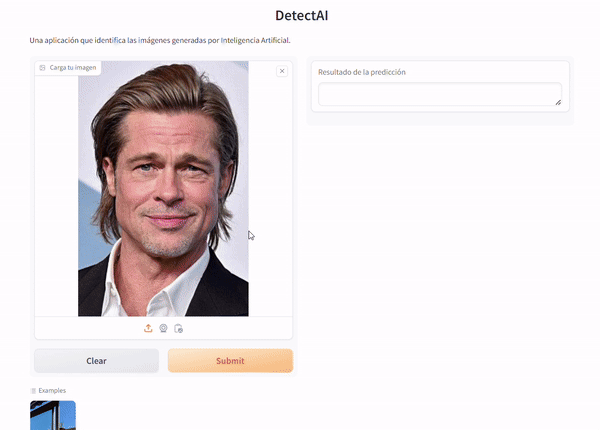 DetectAI
Una aplicación que identifica las imágenes generadas por Inteligencia Artificial.
Carga tu imagen
Resultado de la predicción
Clear
Submit
Examples